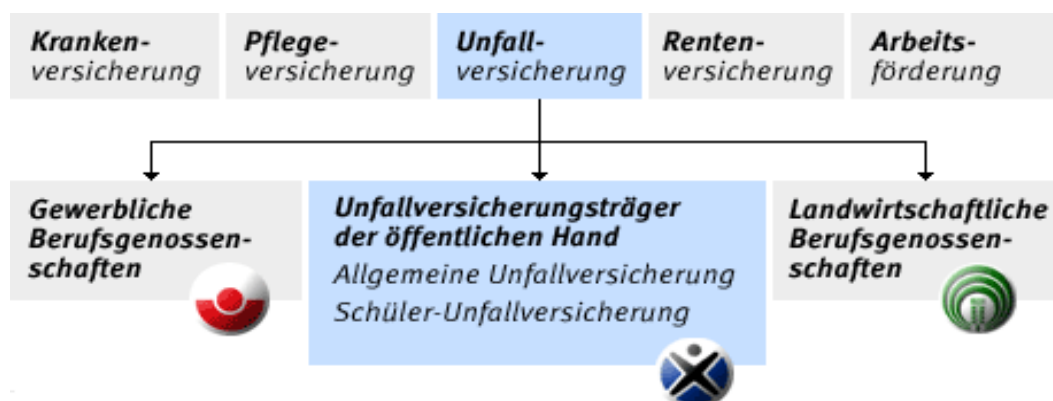 Kranken-
versicherung
Pflege-
versicherung
Unfall-
versicherung
Renten-
versicherung
Arbeits-
förderung
Gewerbliche
Berufsgenossen-
schaften
Unfallversicherungsträger
der öffentlichen Hand
Allgemeine Unfallversicherung
Schüler-Unfallversicherung
Landwirtschaftliche
Berufsgenossen-
schaften